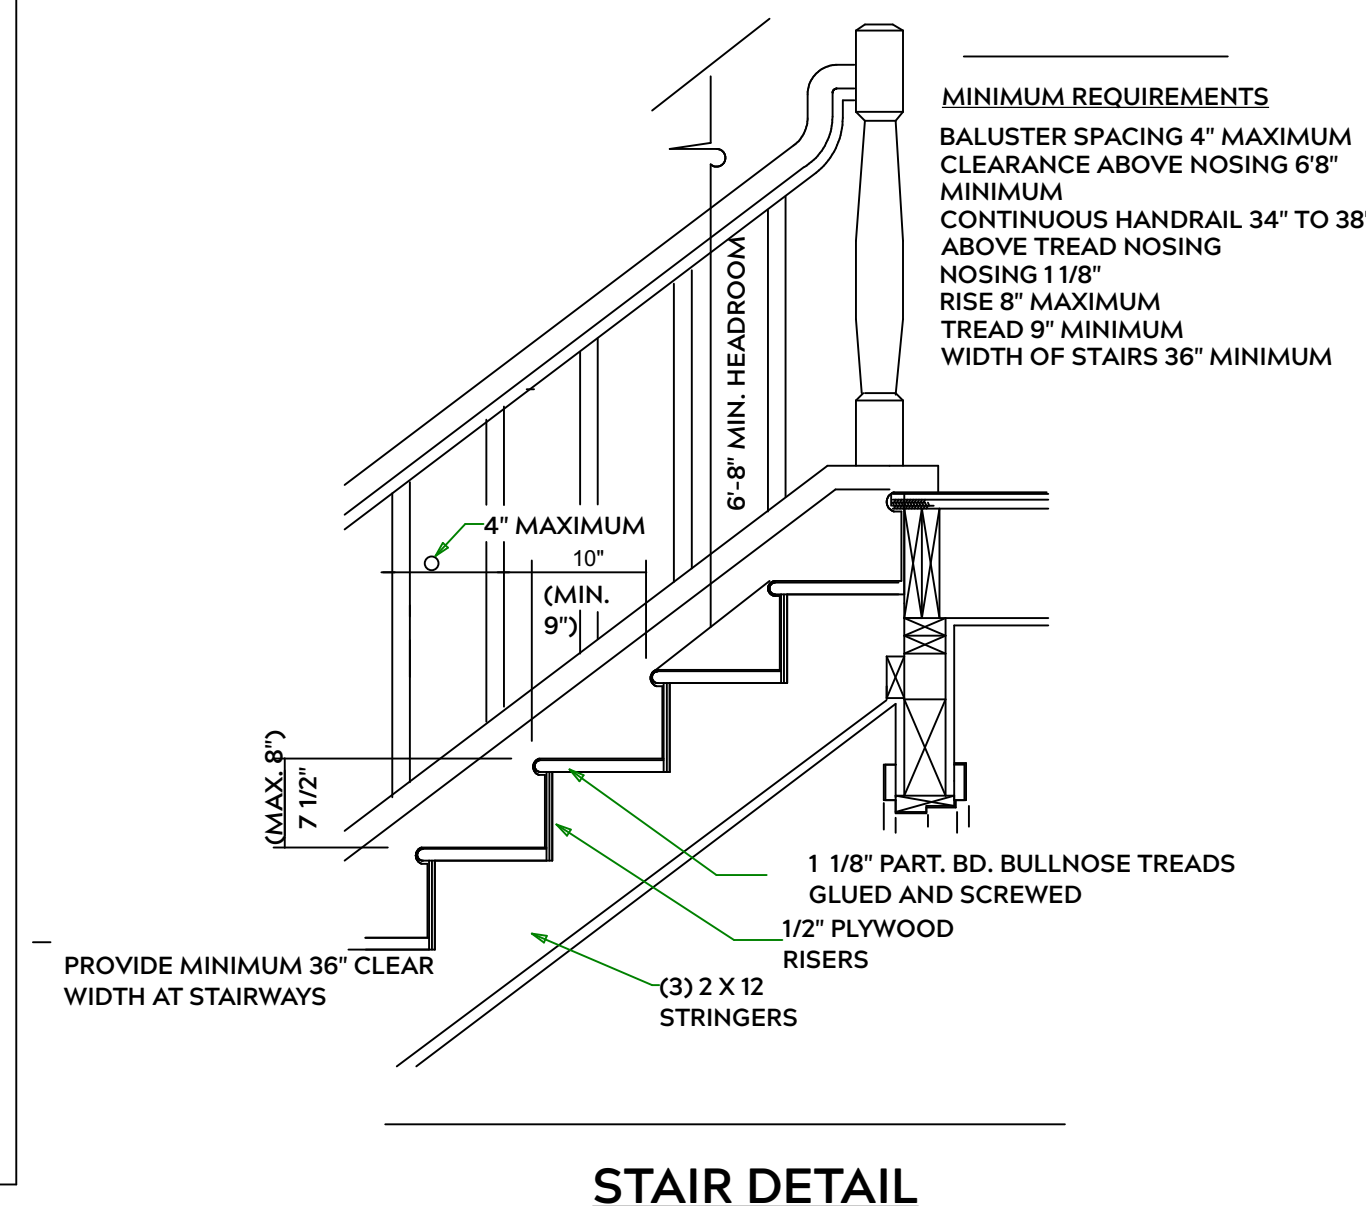 MINIMUM REQUIREMENTS
BALUSTER SPACING 4" MAXIMUM
CLEARANCE ABOVE NOSING 6'8"
MINIMUM
CONTINUOUS HANDRAIL 34" TO 38"
ABOVE TREAD NOSING
NOSING 1 1/8"
RISE 8" MAXIMUM
TREAD 9" MINIMUM
WIDTH OF STAIRS 36" MINIMUM
6'-8" MIN. HEADROOM
4" MAXIMUM
10"
(MIN.
9")
(MAX. 8")
7 1/2"
1 1/8" PART. BD. BULLNOSE TREADS
GLUED AND SCREWED
1/2" PLYWOOD
RISERS
(3) 2 X 12
STRINGERS
PROVIDE MINIMUM 36" CLEAR
WIDTH AT STAIRWAYS
STAIR DETAIL